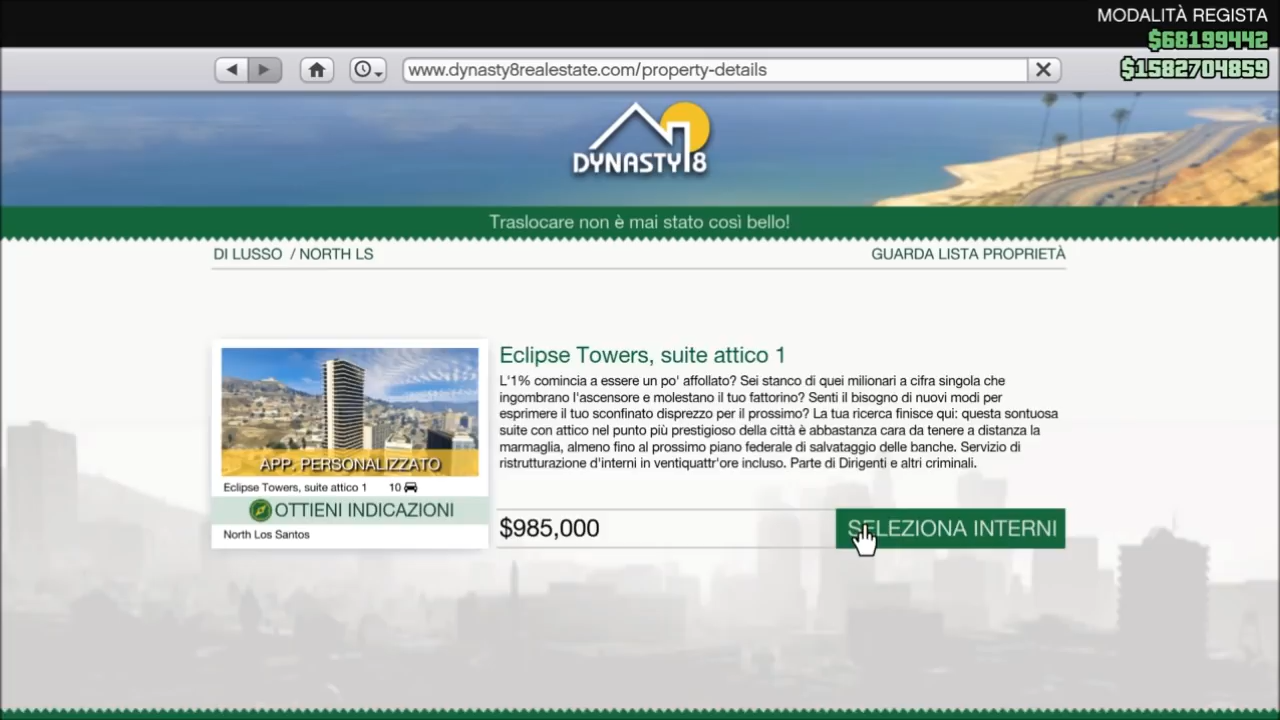 MODALITÀ REGISTA
$68199442
www.dynasty8realestate.com/property-details
$1582704859
DYNASTY 8
Traslocare non è mai stato così bello!
DI LUSSO / NORTH LS
GUARDA LISTA PROPRIETÀ
Eclipse Towers, suite attico 1
L'1% comincia a essere un po' affollato? Sei stanco di quei milionari a cifra singola che
ingombrano l'ascensore e molestano il tuo fattorino? Senti il bisogno di nuovi modi per
esprimere il tuo sconfinato disprezzo per il prossimo? La tua ricerca finisce qui: questa sontuosa
suite con attico nel punto più prestigioso della città è abbastanza cara da tenere a distanza la
marmaglia, almeno fino al prossimo piano federale di salvataggio delle banche. Servizio di
ristrutturazione d'interni in ventiquattr'ore incluso. Parte di Dirigenti e altri criminali.
APP. PERSONALIZZATO
Eclipse Towers, suite attico 1 10
OTTIENI INDICAZIONI
North Los Santos
$985,000
SELEZIONA INTERNI